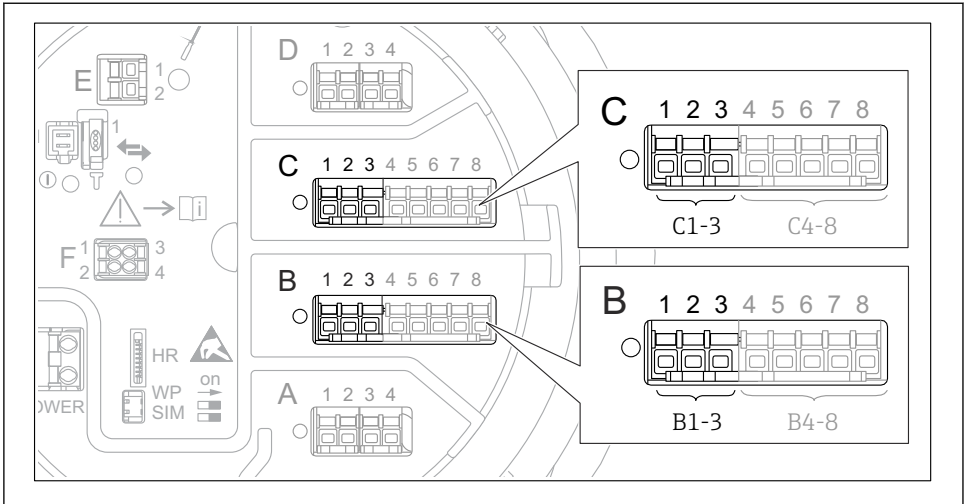 D 1 2 3 4
E 1
2
1
C 1 2 3 4 5 6 7 8
i
F 1 3
2 4
B 1 2 3 4 5 6 7 8
HR
WP on
SIM
OWER
A 1 2 3 4
C 1 2 3 4 5 6 7 8
C1-3 C4-8
B 1 2 3 4 5 6 7 8
B1-3 B4-8